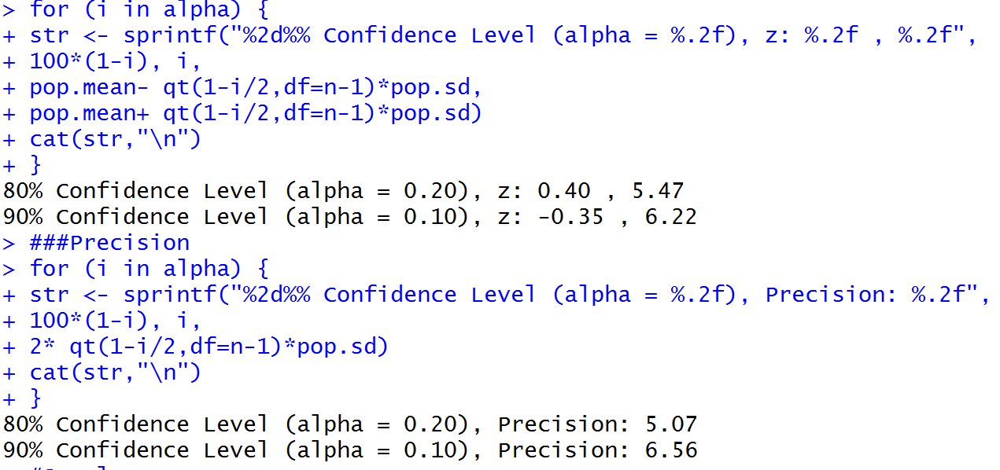 > for (i in alpha) {
+ str <- sprintf("%2d%% Confidence Level (alpha = %.2f), z: %.2f , %.2f",
+ 100*(1-i), i,
+ pop.mean- qt(1-i/2,df=n-1)*pop.sd,
+ pop.mean+ qt(1-i/2,df=n-1)*pop.sd)
+ cat(str,"\n")
+ }
80% Confidence Level (alpha = 0.20), z: 0.40 , 5.47
90% Confidence Level (alpha = 0.10), z: -0.35 , 6.22
> ###Precision
> for (i in alpha) {
+ str <- sprintf("%2d%% Confidence Level (alpha = %.2f), Precision: %.2f",
+ 100*(1-i), i,
+ 2* qt(1-i/2,df=n-1)*pop.sd)
+ cat(str,"\n")
+ }
80% Confidence Level (alpha = 0.20), Precision: 5.07
90% Confidence Level (alpha = 0.10), Precision: 6.56